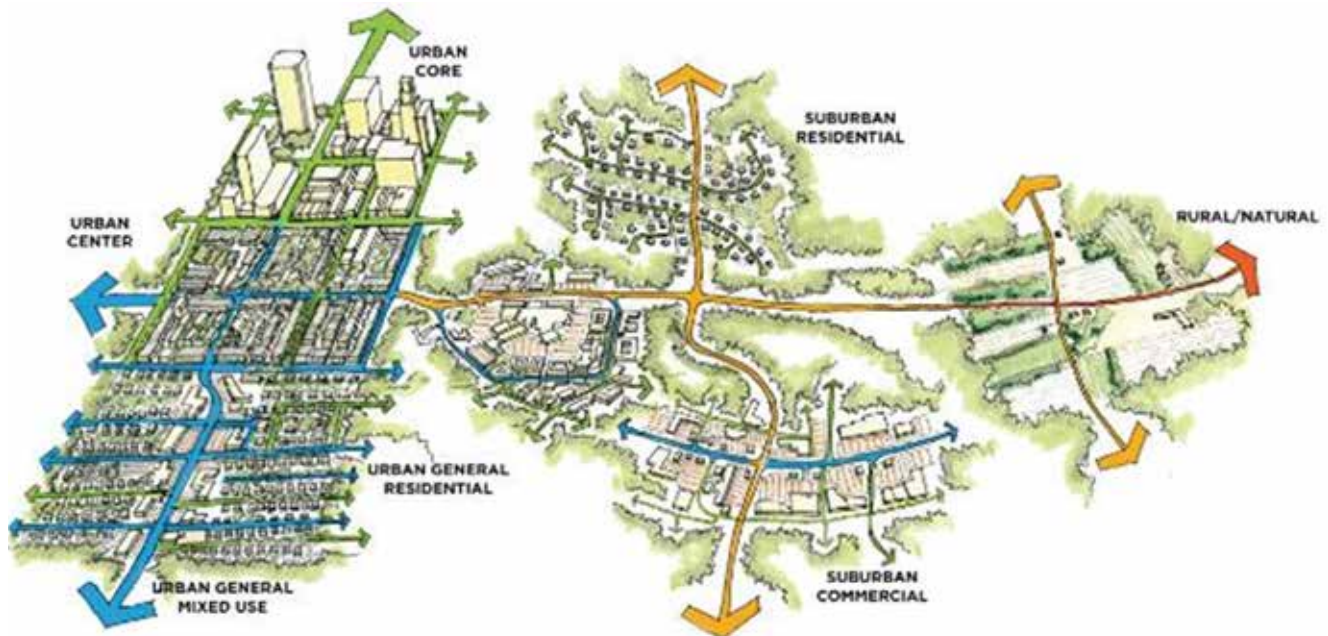 URBAN
CORE
SUBURBAN
RESIDENTIAL
URBAN
CENTER
RURAL/NATURAL
URBAN GENERAL
RESIDENTIAL
URBAN GENERAL
MIXED USE
SUBURBAN
COMMERCIAL